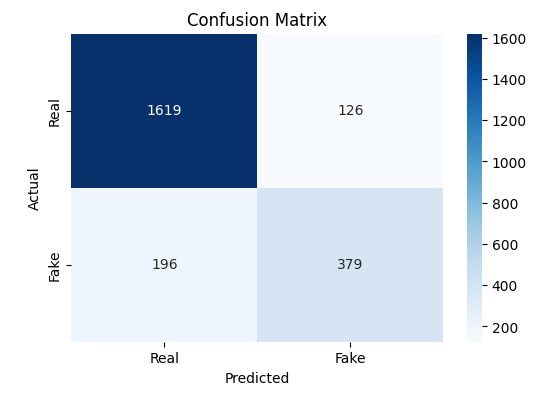 Confusion Matrix
Actual
Real
Fake
1619
126
196
379
Real
Fake
Predicted
1600
1400
1200
1000
800
600
400
200